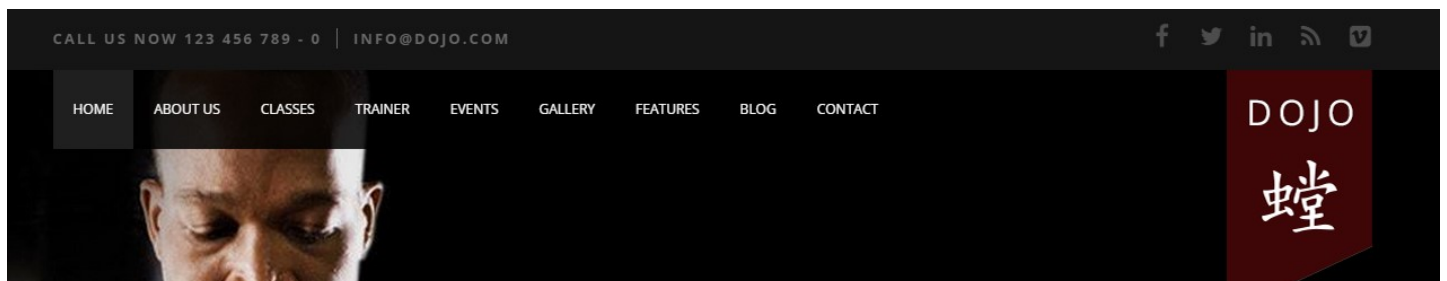 CALL US NOW 123 456 789 - 0 | INFO@DOJO.COM
HOME ABOUT US CLASSES TRAINER EVENTS GALLERY FEATURES BLOG CONTACT
DOJO
螳